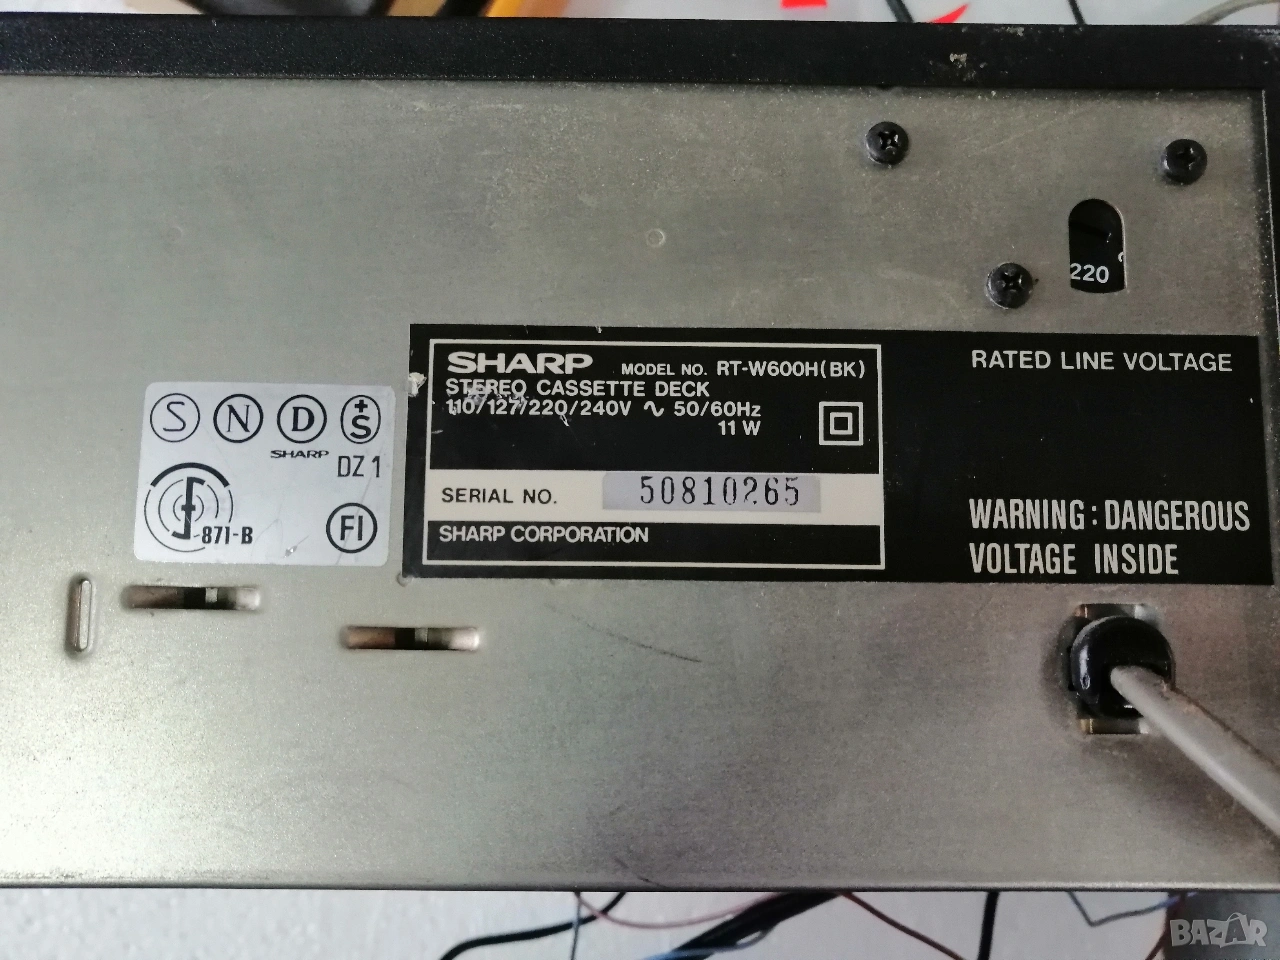 220
SHARP MODEL NO. RT-W600H(BK)
STEREO CASSETTE DECK
110/127/220/240V ∿ 50/60Hz
11W
SERIAL NO. 50810265
SHARP CORPORATION
RATED LINE VOLTAGE
WARNING: DANGEROUS
VOLTAGE INSIDE
S N D +S
SHARP DZ 1
871-B FI
BAZAR